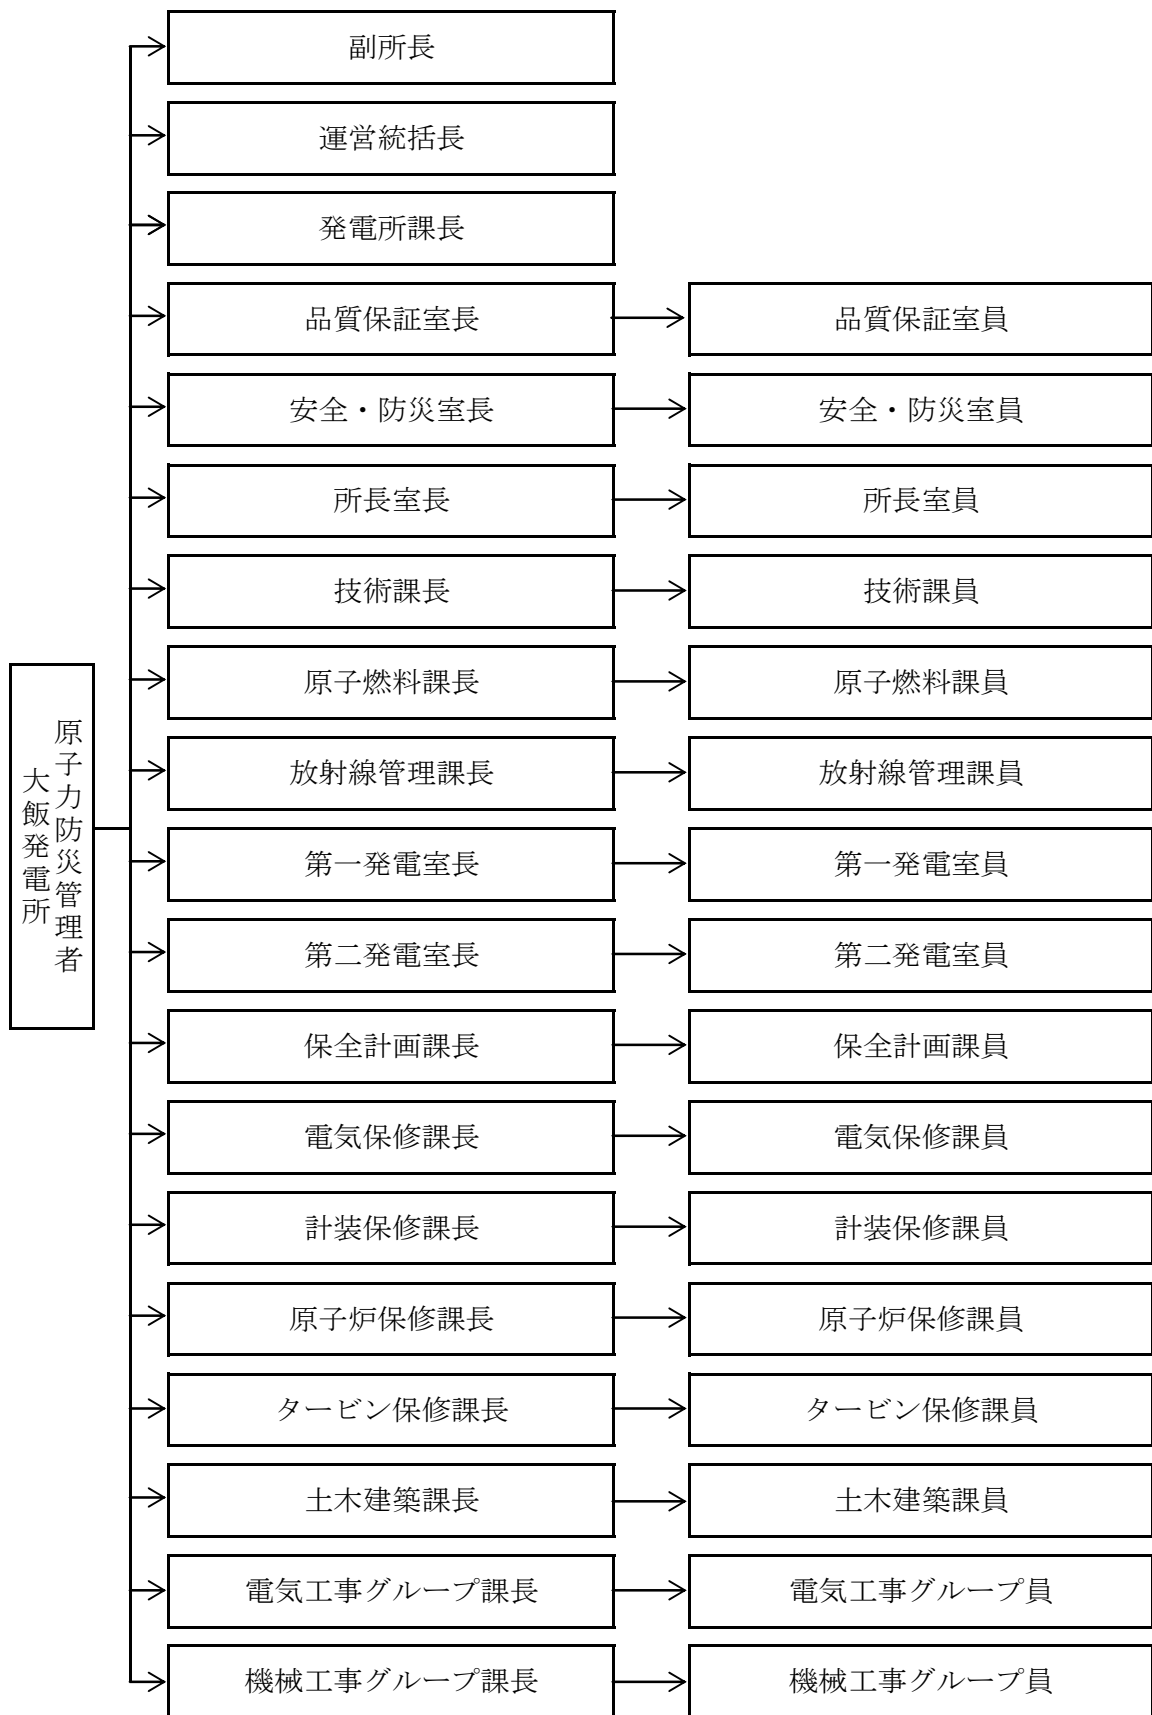 副所長
運営統括長
発電所課長
品質保証室長
品質保証室員
安全・防災室長
安全・防災室員
所長室長
所長室員
技術課長
技術課員
原子燃料課長
原子燃料課員
放射線管理課長
放射線管理課員
大飯発電所
原子力防災管理者
第一発電室長
第一発電室員
第二発電室長
第二発電室員
保全計画課長
保全計画課員
電気保修課長
電気保修課員
計装保修課長
計装保修課員
原子炉保修課長
原子炉保修課員
タービン保修課長
タービン保修課員
土木建築課長
土木建築課員
電気工事グループ課長
電気工事グループ員
機械工事グループ課長
機械工事グループ員